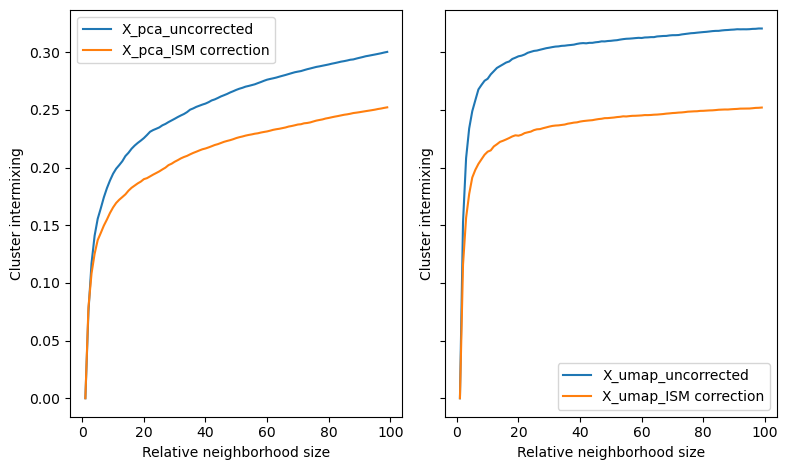 X_pca_uncorrected
X_pca_ISM correction
Cluster intermixing
0.30
0.25
0.20
0.15
0.10
0.05
0.00
0 20 40 60 80 100
Relative neighborhood size
Cluster intermixing
X_umap_uncorrected
X_umap_ISM correction
0 20 40 60 80 100
Relative neighborhood size